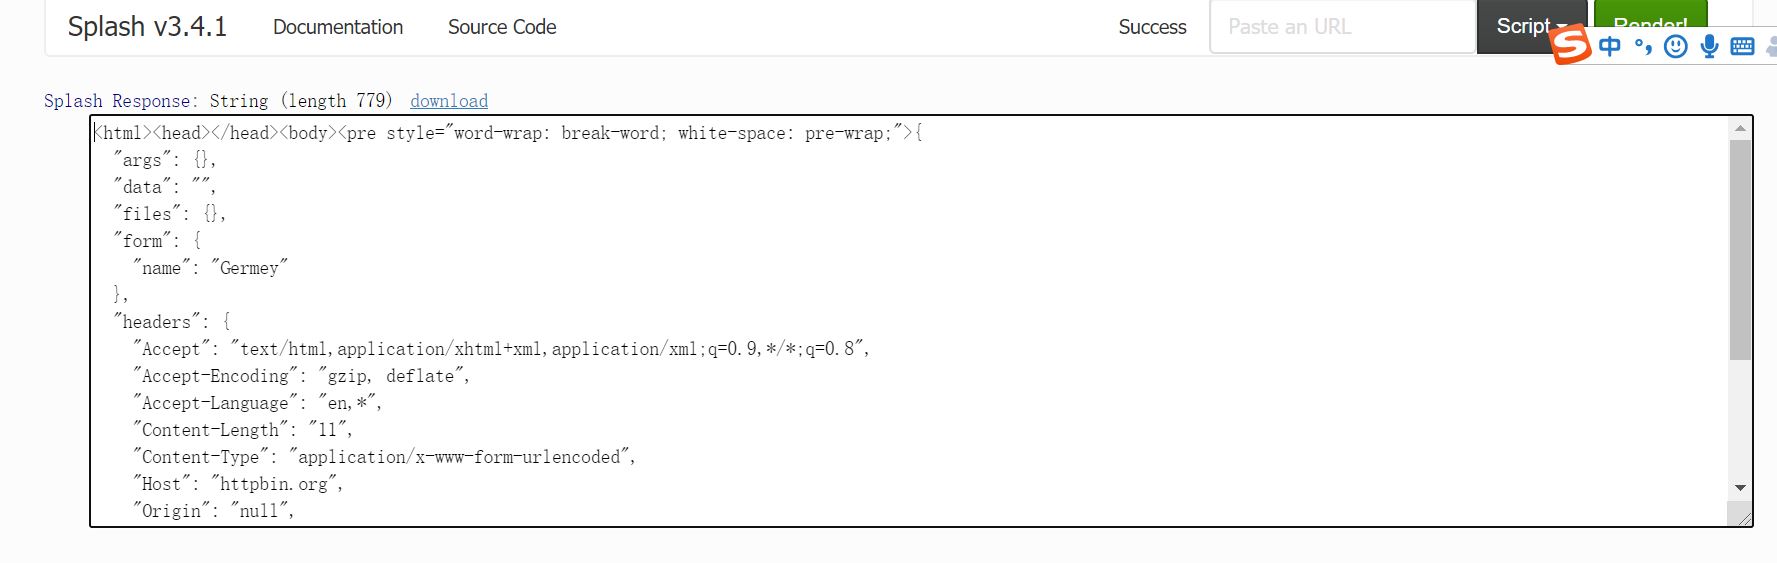 Splash v3.4.1 Documentation Source Code Success Paste an URL Script Render!
中
Splash Response: String (length 779) download
<html><head></head><body><pre style="word-wrap: break-word; white-space: pre-wrap;">{
"args": {},
"data": "",
"files": {},
"form": {
"name": "Germey"
},
"headers": {
"Accept": "text/html,application/xhtml+xml,application/xml;q=0.9,*/*;q=0.8",
"Accept-Encoding": "gzip, deflate",
"Accept-Language": "en,*",
"Content-Length": "11",
"Content-Type": "application/x-www-form-urlencoded",
"Host": "httpbin.org",
"Origin": "null",